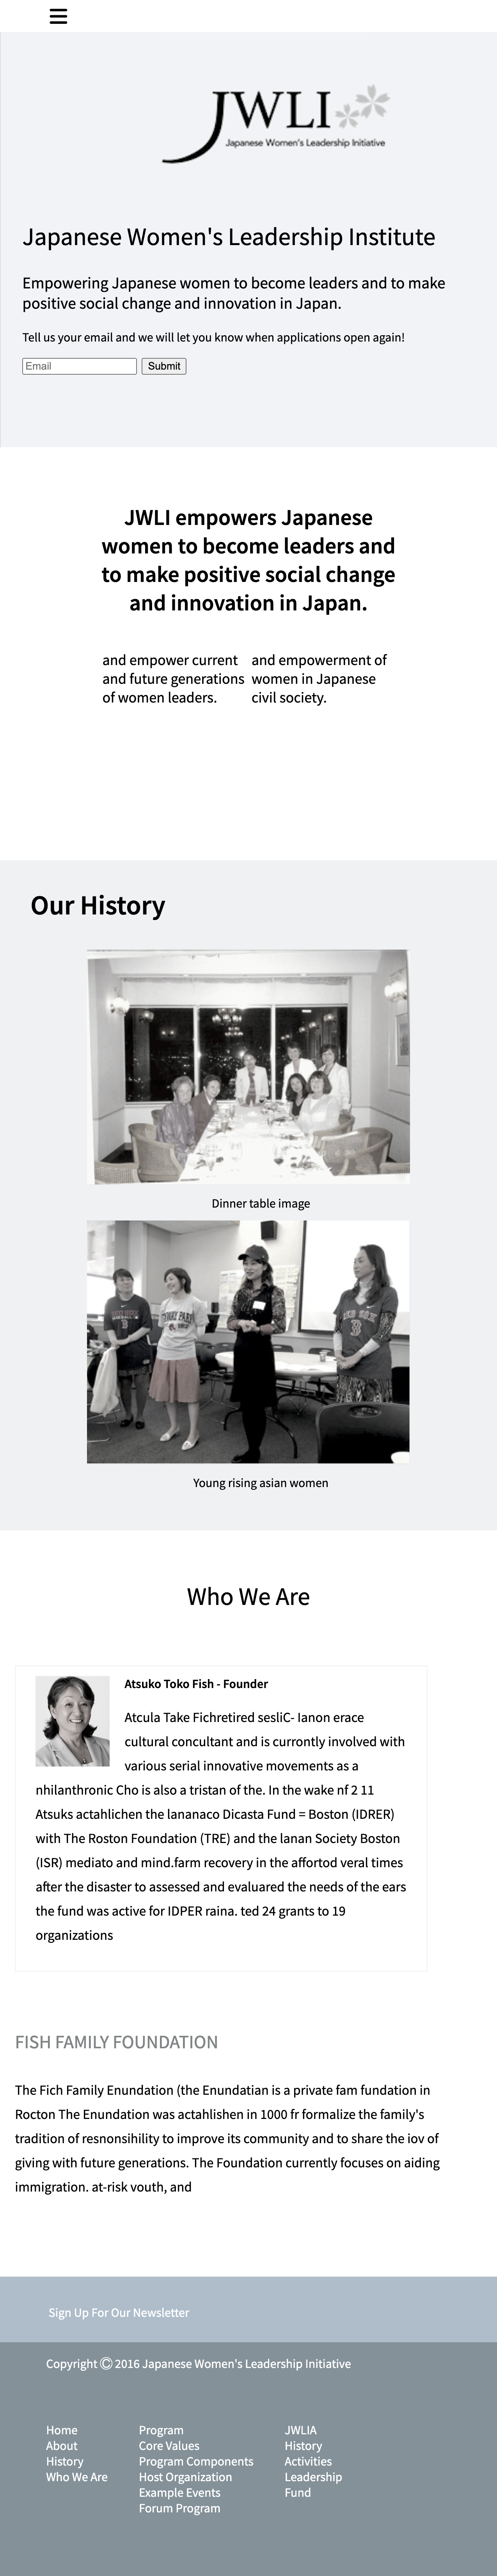 JWLI
Japanese Women's Leadership Initiative
Japanese Women's Leadership Institute
Empowering Japanese women to become leaders and to make
positive social change and innovation in Japan.
Tell us your email and we will let you know when applications open again!
Email Submit
JWLI empowers Japanese
women to become leaders and
to make positive social change
and innovation in Japan.
and empower current
and future generations
of women leaders.
and empowerment of
women in Japanese
civil society.
Our History
Dinner table image
RED SOX
B
WAY PARK
RED SOX
B
Young rising asian women
Who We Are
Atsuko Toko Fish - Founder
Atcula Take Fichretired sesliC- Ianon erace
cultural concultant and is currontly involved with
various serial innovative movements as a
nhilanthronic Cho is also a tristan of the. In the wake nf 2 11
Atsuks actahlichen the lananaco Dicasta Fund = Boston (IDRER)
with The Roston Foundation (TRE) and the lanan Society Boston
(ISR) mediato and mind.farm recovery in the affortod veral times
after the disaster to assessed and evaluared the needs of the ears
the fund was active for IDPER raina. ted 24 grants to 19
organizations
FISH FAMILY FOUNDATION
The Fich Family Enundation (the Enundatian is a private fam fundation in
Rocton The Enundation was actahlishen in 1000 fr formalize the family's
tradition of resnonsihility to improve its community and to share the iov of
giving with future generations. The Foundation currently focuses on aiding
immigration. at-risk vouth, and
Sign Up For Our Newsletter
Copyright © 2016 Japanese Women's Leadership Initiative
Home
About
History
Who We Are
Program
Core Values
Program Components
Host Organization
Example Events
Forum Program
JWLIA
History
Activities
Leadership
Fund